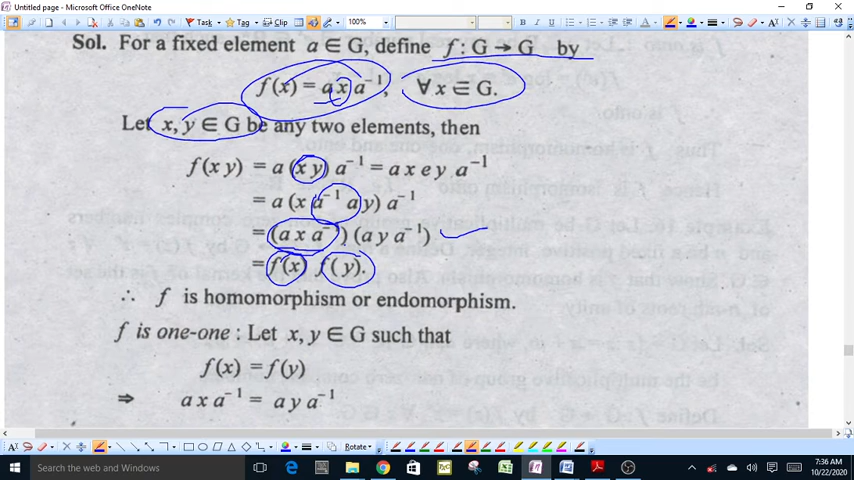 Untitled page - Microsoft OneNote
Task
Tag
Clip
100%
B I U
Sol. For a fixed element a ∈ G, define f : G → G by
f(x) = a x a⁻¹, ∀ x ∈ G.
Let x, y ∈ G be any two elements, then
f(x y) = a (x y) a⁻¹ = a x e y a⁻¹
= a (x a⁻¹ a y) a⁻¹
= (a x a⁻¹) (a y a⁻¹)
= f(x) f(y).
∴ f is homomorphism or endomorphism.
f is one-one : Let x, y ∈ G such that
f(x) = f(y)
⇒ a x a⁻¹ = a y a⁻¹
Rotate
Search the web and Windows
7:36 AM
10/22/2020